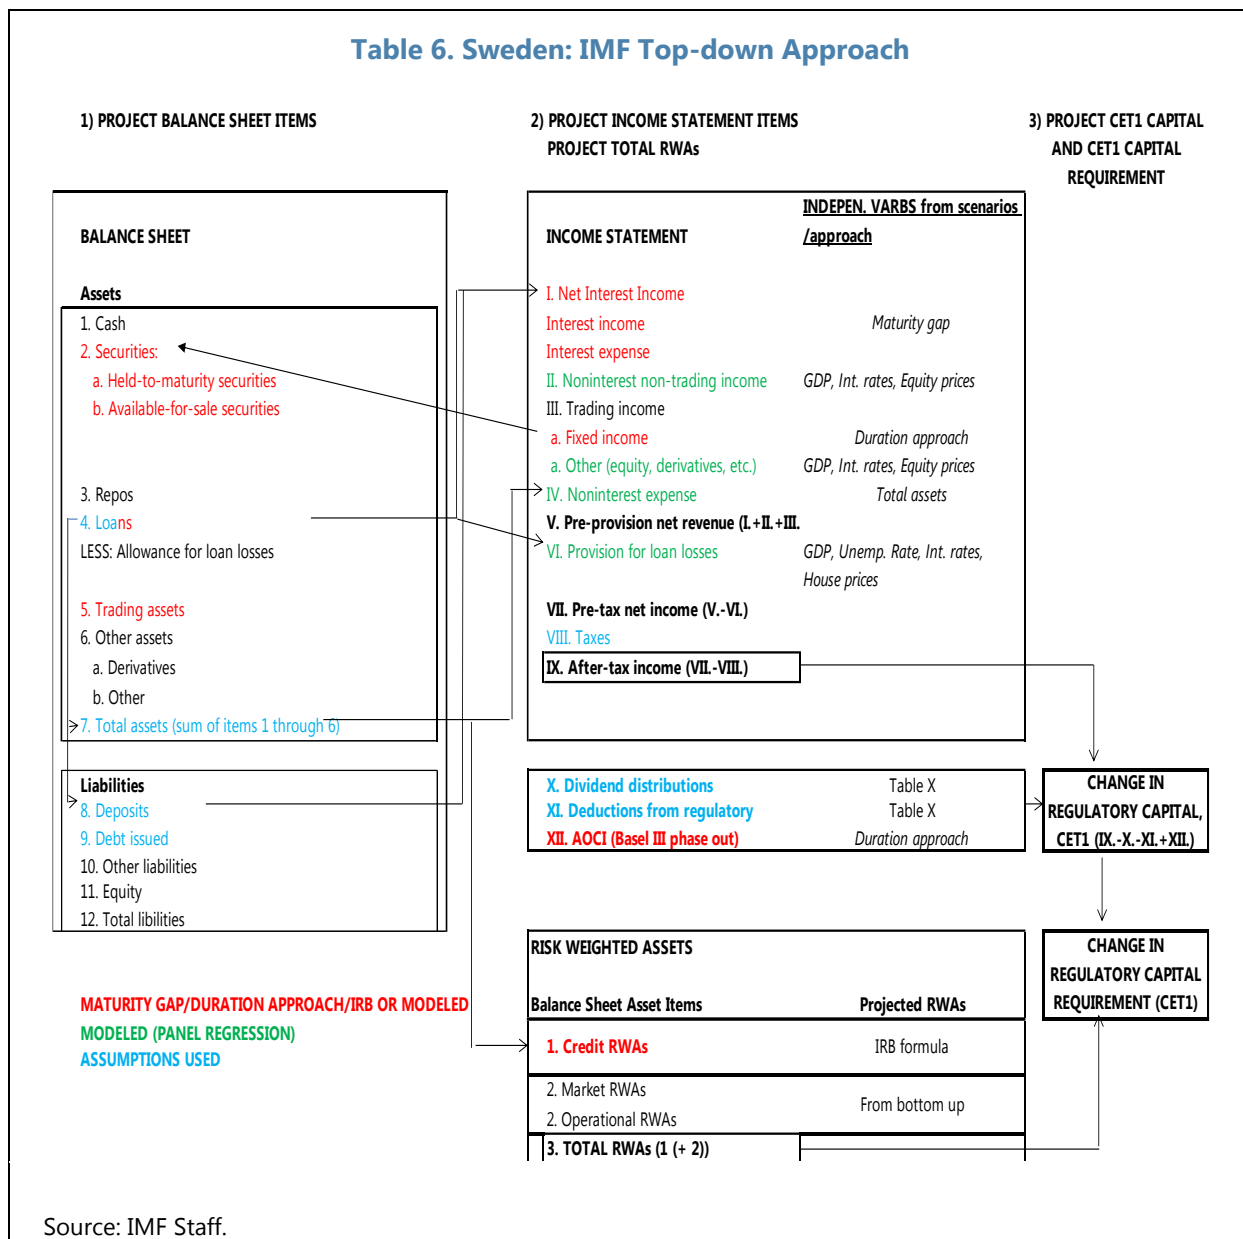 Table 6. Sweden: IMF Top-down Approach
1) PROJECT BALANCE SHEET ITEMS
2) PROJECT INCOME STATEMENT ITEMS
PROJECT TOTAL RWAs
3) PROJECT CET1 CAPITAL
AND CET1 CAPITAL
REQUIREMENT
BALANCE SHEET
Assets
1. Cash
2. Securities:
a. Held-to-maturity securities
b. Available-for-sale securities
3. Repos
4. Loans
LESS: Allowance for loan losses
5. Trading assets
6. Other assets
a. Derivatives
b. Other
7. Total assets (sum of items 1 through 6)
Liabilities
8. Deposits
9. Debt issued
10. Other liabilities
11. Equity
12. Total libilities
MATURITY GAP/DURATION APPROACH/IRB OR MODELED
MODELED (PANEL REGRESSION)
ASSUMPTIONS USED
INDEPEN. VARBS from scenarios
INCOME STATEMENT /approach
I. Net Interest Income
Interest income Maturity gap
Interest expense
II. Noninterest non-trading income GDP, Int. rates, Equity prices
III. Trading income
a. Fixed income Duration approach
a. Other (equity, derivatives, etc.) GDP, Int. rates, Equity prices
IV. Noninterest expense Total assets
V. Pre-provision net revenue (I.+II.+III.
VI. Provision for loan losses GDP, Unemp. Rate, Int. rates,
House prices
VII. Pre-tax net income (V.-VI.)
VIII. Taxes
IX. After-tax income (VII.-VIII.)
X. Dividend distributions Table X
XI. Deductions from regulatory Table X
XII. AOCI (Basel III phase out) Duration approach
CHANGE IN
REGULATORY CAPITAL,
CET1 (IX.-X.-XI.+XII.)
RISK WEIGHTED ASSETS
Balance Sheet Asset Items Projected RWAs
1. Credit RWAs IRB formula
2. Market RWAs
From bottom up
2. Operational RWAs
3. TOTAL RWAs (1 (+ 2))
CHANGE IN
REGULATORY CAPITAL
REQUIREMENT (CET1)
Source: IMF Staff.